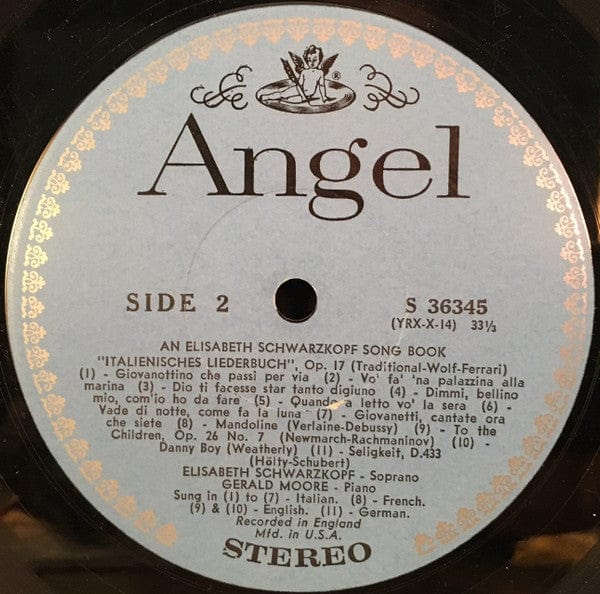 ®
Angel
SIDE 2
S 36345
(YRX-X-14) 33⅓
AN ELISABETH SCHWARZKOPF SONG BOOK
"ITALIENISCHES LIEDERBUCH", Op. 17 (Traditional-Wolf-Ferrari)
(1) - Giovanottino che passi per via (2) - Vo' fa' 'na palazzina alla
marina (3) - Dio ti facesse star tanto digiuno (4) - Dimmi, bellino
mio, com'io ho da fare (5) - Quando a letto vo' la sera (6) -
Vade di notte, come fa la luna (7) - Giovanetti, cantate ora
che siete (8) - Mandoline (Verlaine-Debussy) (9) - To the
Children, Op. 26 No. 7 (Newmarch-Rachmaninov) (10) -
Danny Boy (Weatherly) (11) - Seligkeit, D.433
(Hölty-Schubert)
ELISABETH SCHWARZKOPF - Soprano
GERALD MOORE - Piano
Sung in (1) to (7) - Italian. (8) - French.
(9) & (10) - English. (11) - German.
Recorded in England
Mfd. in U.S.A.
STEREO